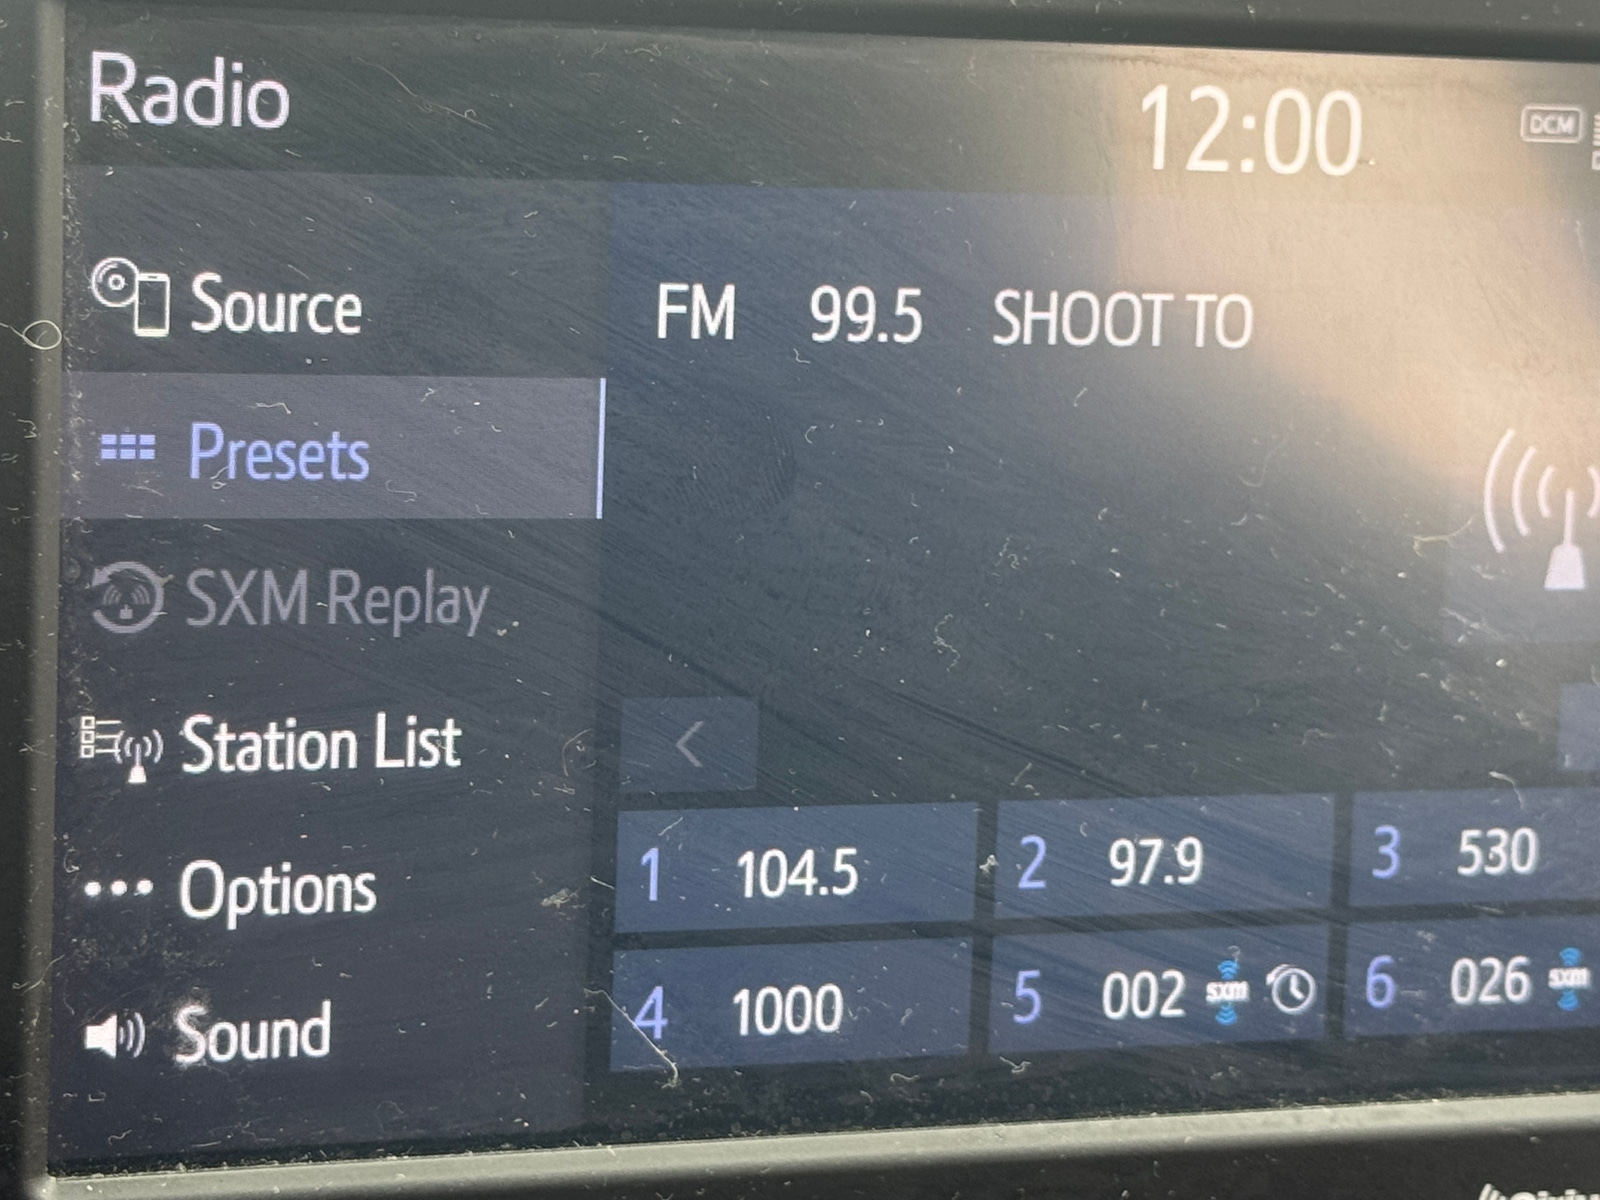 Radio
12:00
DCM
Source
FM 99.5 SHOOT TO
Presets
SXM Replay
Station List
Options
Sound
1 104.5
2 97.9
3 530
4 1000
5 002 sxm
6 026 sxm